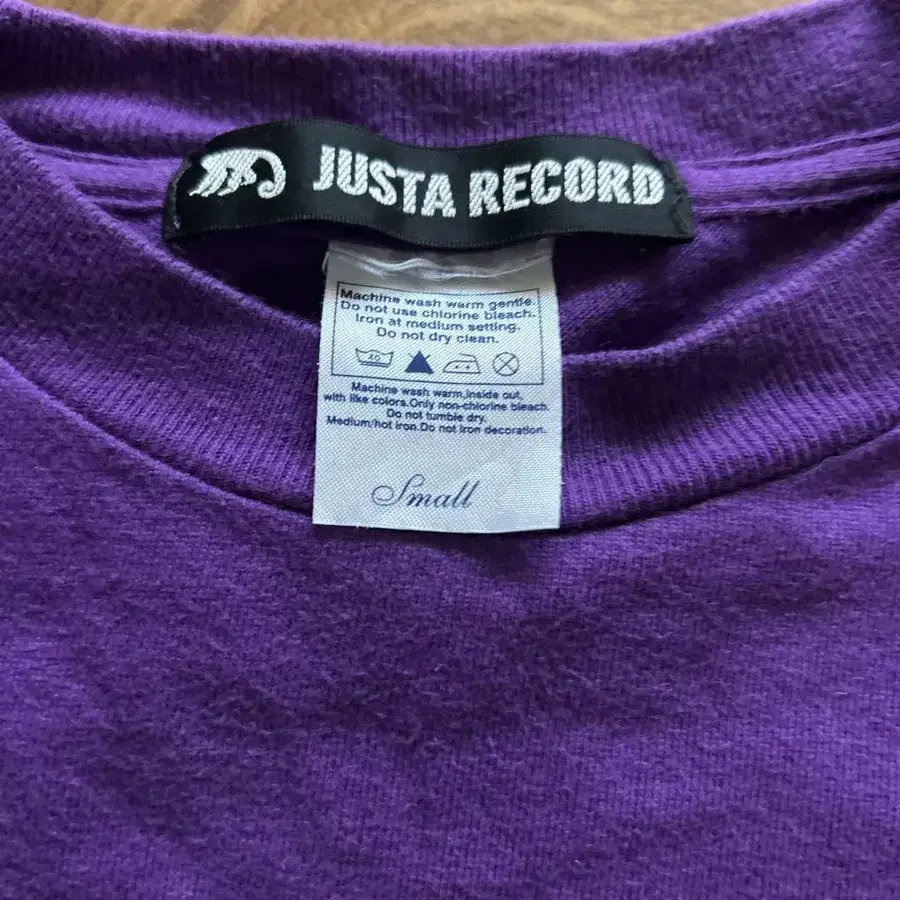 JUSTA RECORD
Machine wash warm gentle.
Do not use chlorine bleach.
Iron at medium setting.
Do not dry clean.
40
Machine wash warm,inside out,
with like colors.Only non-chlorine bleach.
Do not tumble dry.
Medium/hot iron.Do not iron decoration.
Small